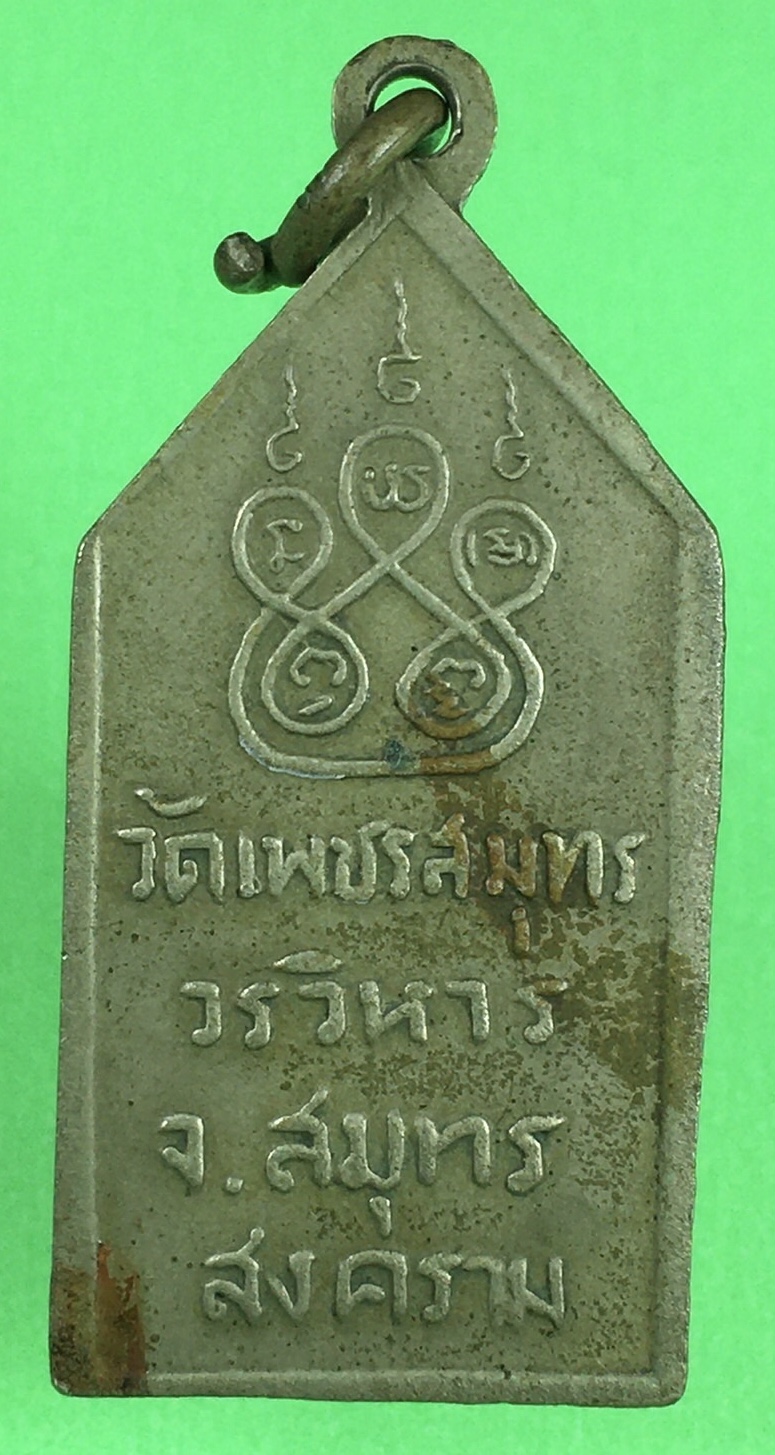 วัดเพชรสมุทร
วรวิหาร
จ.สมุทร
สงคราม